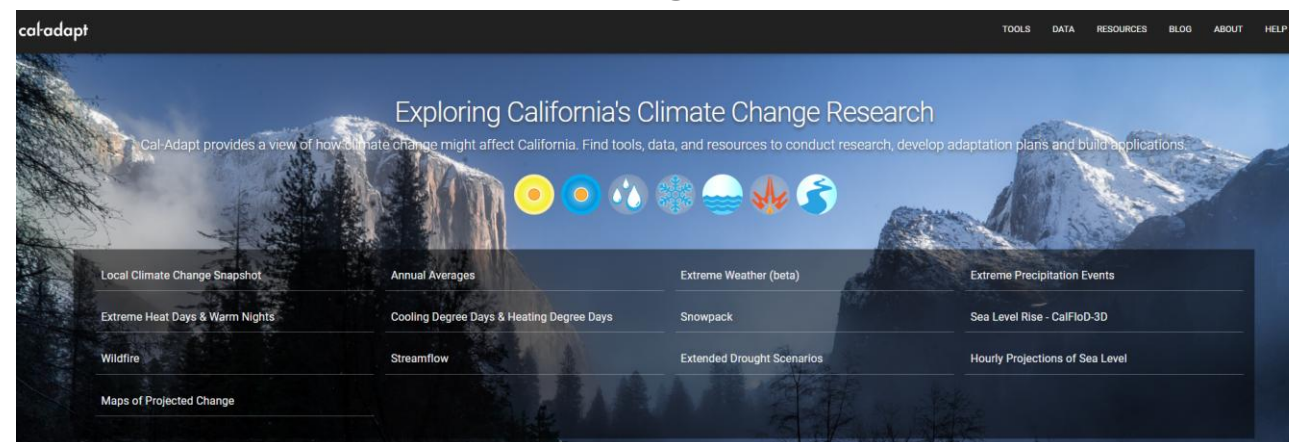 cal-adapt
TOOLS DATA RESOURCES BLOG ABOUT HELP
Exploring California's Climate Change Research
Cal-Adapt provides a view of how climate change might affect California. Find tools, data, and resources to conduct research, develop adaptation plans and build applications.
Local Climate Change Snapshot Annual Averages Extreme Weather (beta) Extreme Precipitation Events
Extreme Heat Days & Warm Nights Cooling Degree Days & Heating Degree Days Snowpack Sea Level Rise - CalFloD-3D
Wildfire Streamflow Extended Drought Scenarios Hourly Projections of Sea Level
Maps of Projected Change